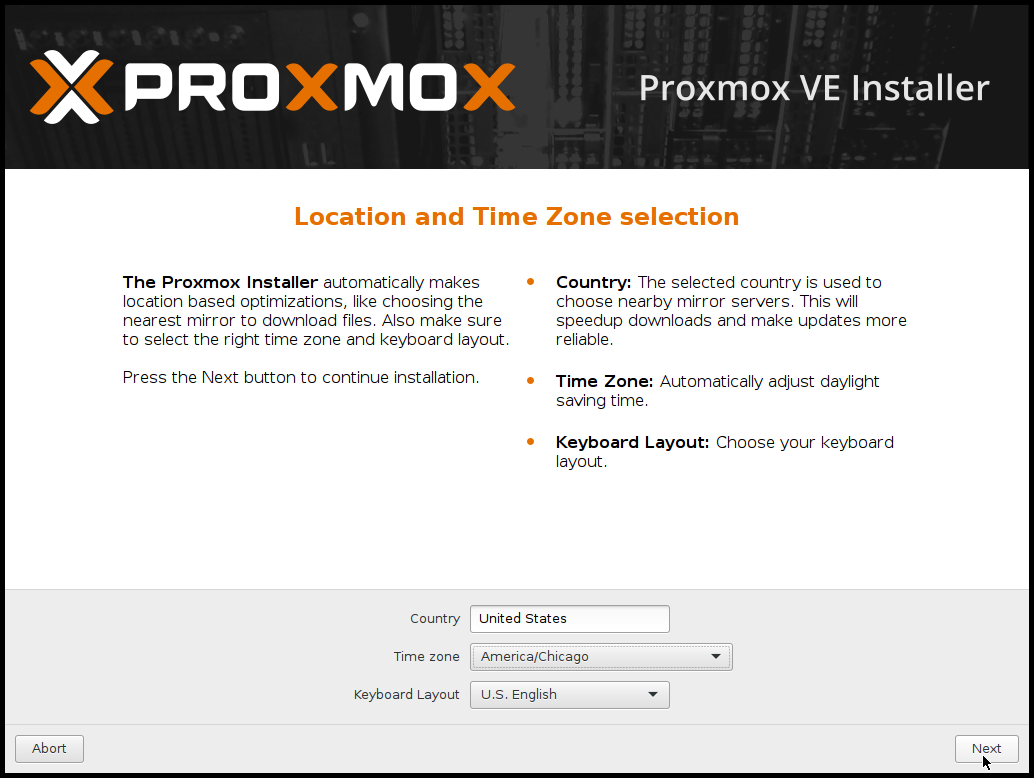 PROXMOX
Proxmox VE Installer
Location and Time Zone selection
The Proxmox Installer automatically makes
location based optimizations, like choosing the
nearest mirror to download files. Also make sure
to select the right time zone and keyboard layout.
Press the Next button to continue installation.
Country: The selected country is used to
choose nearby mirror servers. This will
speedup downloads and make updates more
reliable.
Time Zone: Automatically adjust daylight
saving time.
Keyboard Layout: Choose your keyboard
layout.
Country United States
Time zone America/Chicago
Keyboard Layout U.S. English
Abort Next